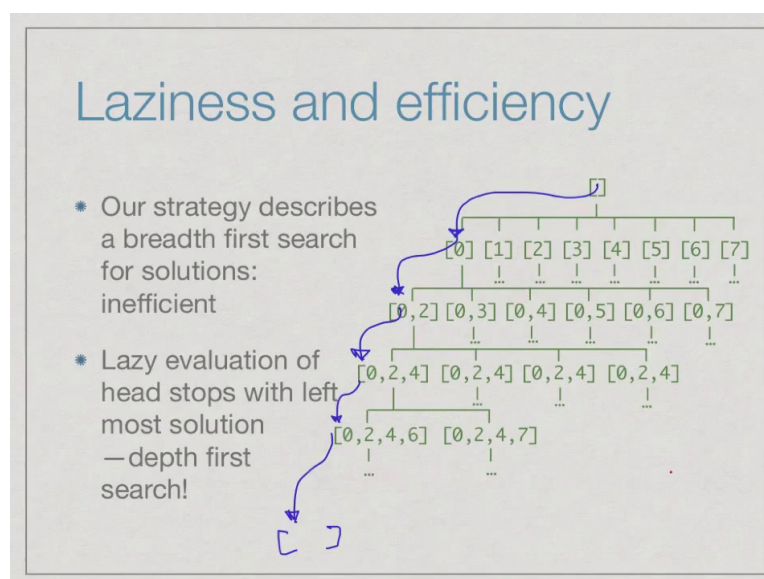 Laziness and efficiency
Our strategy describes
a breadth first search
for solutions:
inefficient
Lazy evaluation of
head stops with left
most solution
—depth first
search!
[]
[0] [1] [2] [3] [4] [5] [6] [7]
... ... ... ... ... ... ...
[0,2] [0,3] [0,4] [0,5] [0,6] [0,7]
... ... ... ... ...
[0,2,4] [0,2,4] [0,2,4] [0,2,4]
... ... ...
[0,2,4,6] [0,2,4,7]
... ...
[ ]